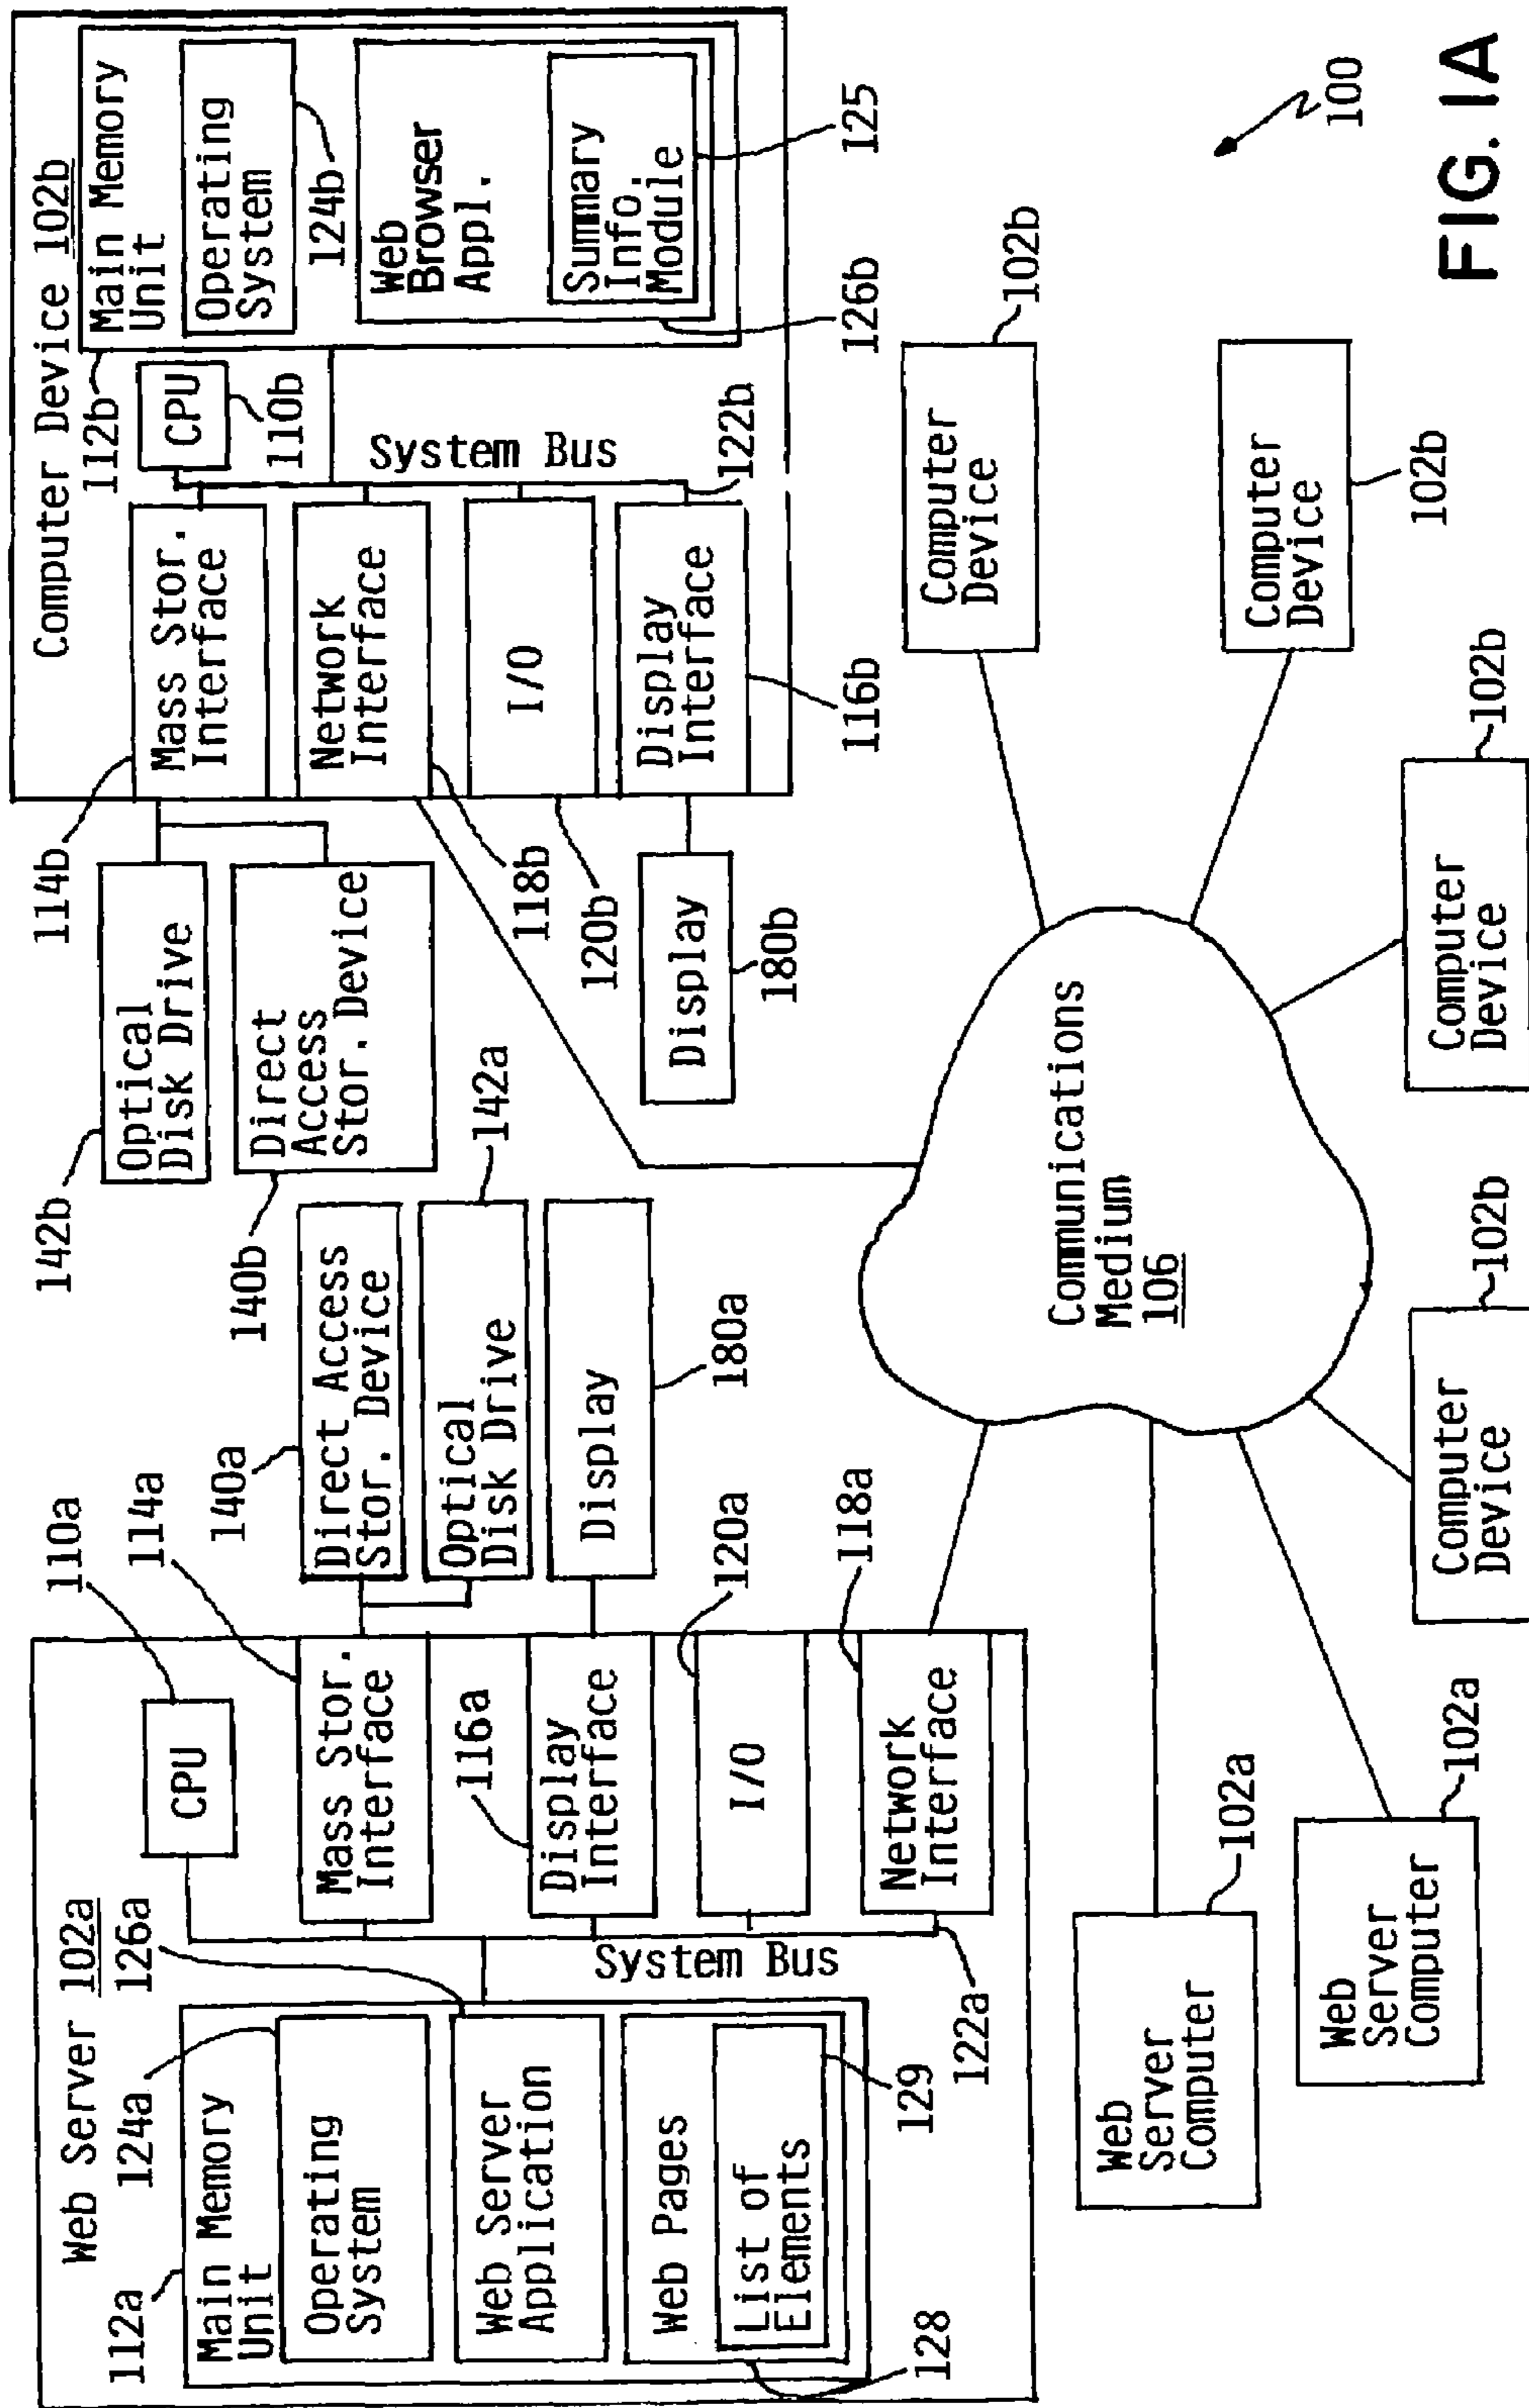 Web Server 102a
112a
Main Memory
Unit
124a
Operating
System
126a
Web Server
Application
Web Pages
List of
Elements
128
129
122a
System Bus
CPU
110a
Mass Stor.
Interface
114a
116a
Display
Interface
I/O
120a
Network
Interface
118a
140a
Direct Access
Stor. Device
Optical
Disk Drive
142a
Display
180a
Computer Device 102b
142b
Optical
Disk Drive
140b
Direct
Access
Stor. Device
Display
180b
114b
Mass Stor.
Interface
Network
Interface
118b
I/O
120b
Display
Interface
116b
112b
CPU
110b
System Bus
122b
Main Memory
Unit
Operating
System
124b
Web
Browser
Appl.
126b
Summary
Info.
Module
125
Communications
Medium
106
Web
Server
Computer
102a
Web
Server
Computer
102a
Computer
Device
102b
Computer
Device
102b
Computer
Device
102b
Computer
Device
102b
100
FIG. 1A